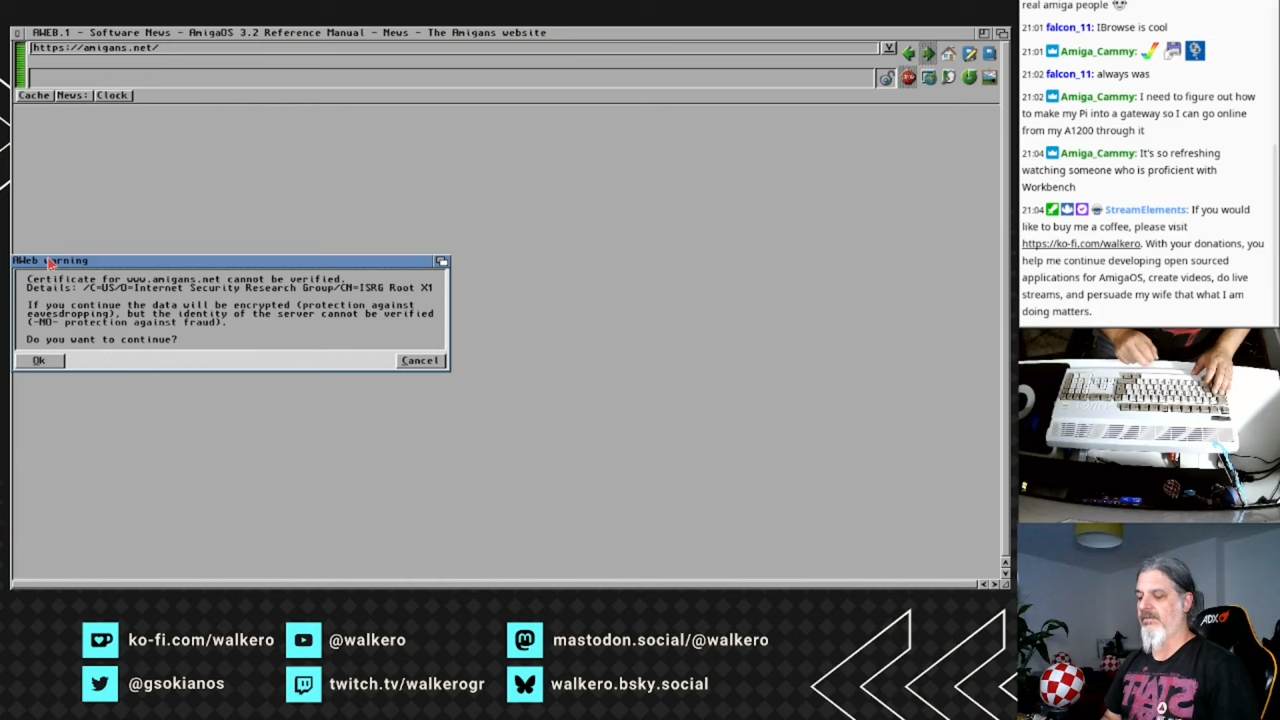 AWEB.1 - Software News - AmigaOS 3.2 Reference Manual - News - The Amigans website
https://amigans.net/
V
Cache
News:
Clock
AWeb warning
Certificate for www.amigans.net cannot be verified.
Details: /C=US/O=Internet Security Research Group/CN=ISRG Root X1
If you continue the data will be encrypted (protection against
eavesdropping), but the identity of the server cannot be verified
(-NO- protection against fraud).
Do you want to continue?
Ok
Cancel
real amiga people
21:01 falcon_11: IBrowse is cool
21:01 Amiga_Cammy:
21:02 falcon_11: always was
21:02 Amiga_Cammy: I need to figure out how
to make my Pi into a gateway so I can go online
from my A1200 through it
21:04 Amiga_Cammy: It's so refreshing
watching someone who is proficient with
Workbench
21:04 StreamElements: If you would
like to buy me a coffee, please visit
https://ko-fi.com/walkero. With your donations, you
help me continue developing open sourced
applications for AmigaOS, create videos, do live
streams, and persuade my wife that what I am
doing matters.
ADX
ko-fi.com/walkero
@walkero
mastodon.social/@walkero
@gsokianos
twitch.tv/walkerogr
walkero.bsky.social